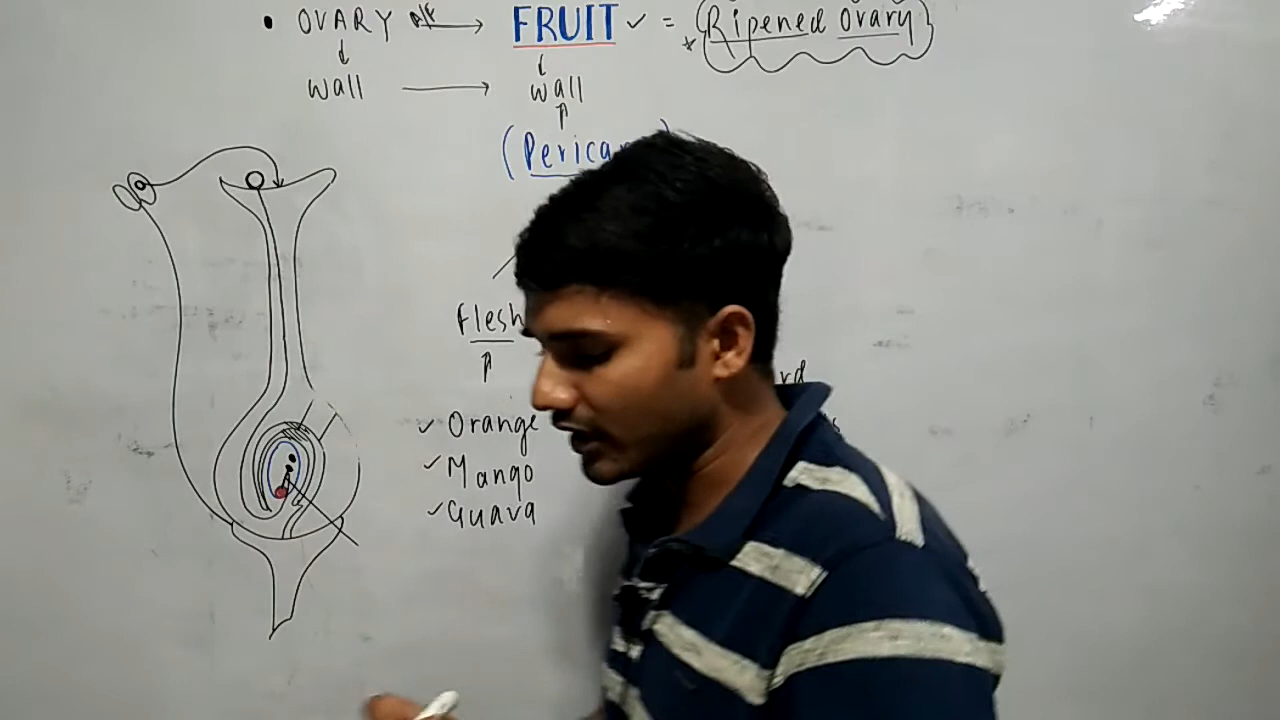 • OVARY A/F → FRUIT ✓ = (Ripened Ovary)
↓ ↓
wall → wall
↑
(Perica
Flesh
↑
rd
✓ Orange
✓ Mango
✓ Guava